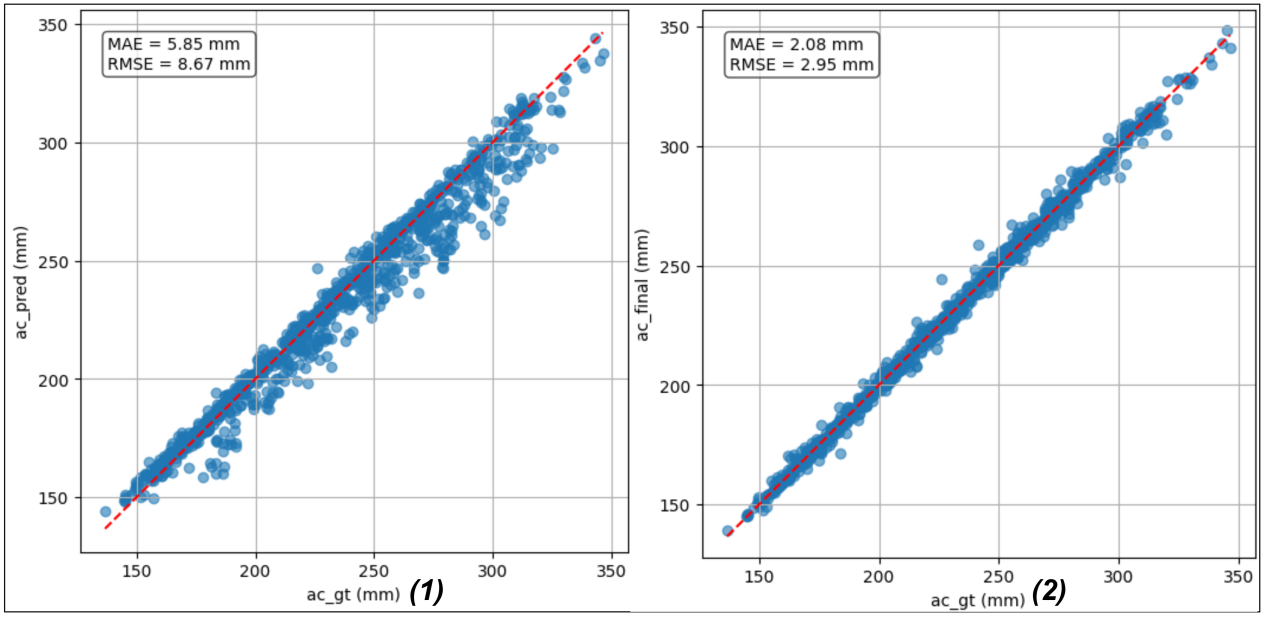 MAE = 5.85 mm
RMSE = 8.67 mm
350
300
250
200
150
ac_pred (mm)
150
200
250
300
350
ac_gt (mm)
(1)
MAE = 2.08 mm
RMSE = 2.95 mm
350
300
250
200
150
ac_final (mm)
150
200
250
300
350
ac_gt (mm)
(2)